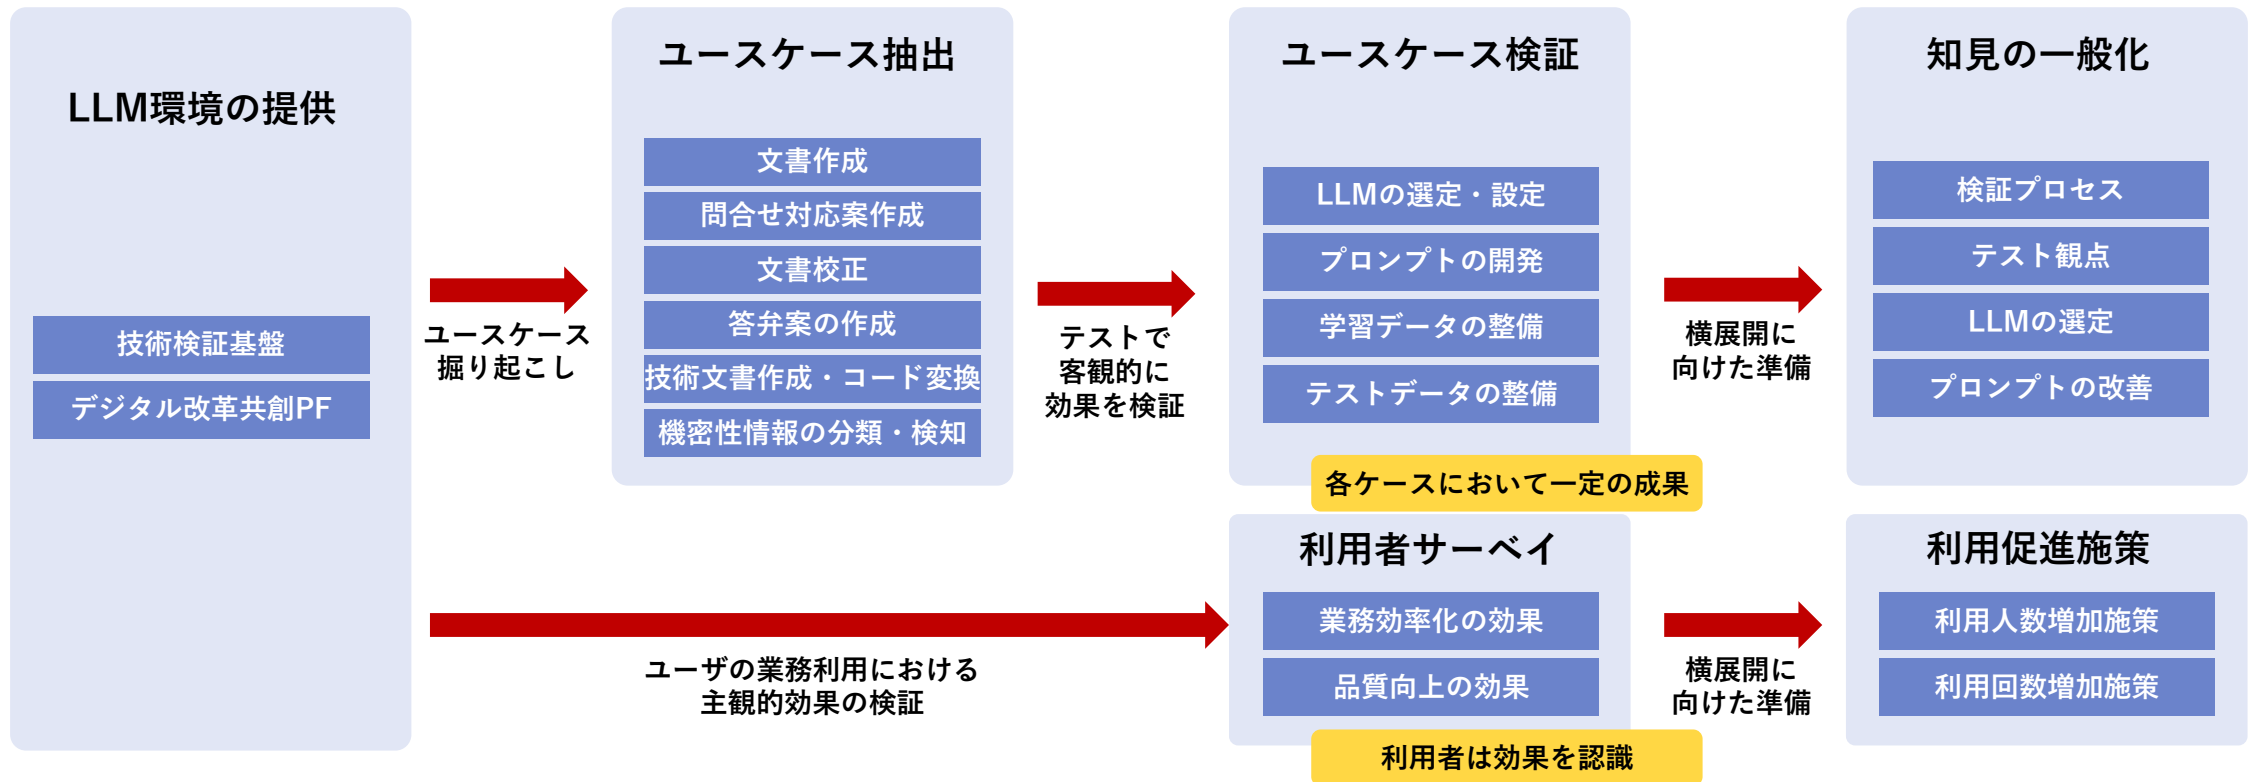 LLM環境の提供
技術検証基盤
デジタル改革共創PF
ユースケース
掘り起こし
ユースケース抽出
文書作成
問合せ対応案作成
文書校正
答弁案の作成
技術文書作成・コード変換
機密性情報の分類・検知
テストで
客観的に
効果を検証
ユースケース検証
LLMの選定・設定
プロンプトの開発
学習データの整備
テストデータの整備
各ケースにおいて一定の成果
横展開に
向けた準備
知見の一般化
検証プロセス
テスト観点
LLMの選定
プロンプトの改善
ユーザの業務利用における
主観的効果の検証
利用者サーベイ
業務効率化の効果
品質向上の効果
利用者は効果を認識
横展開に
向けた準備
利用促進施策
利用人数増加施策
利用回数増加施策